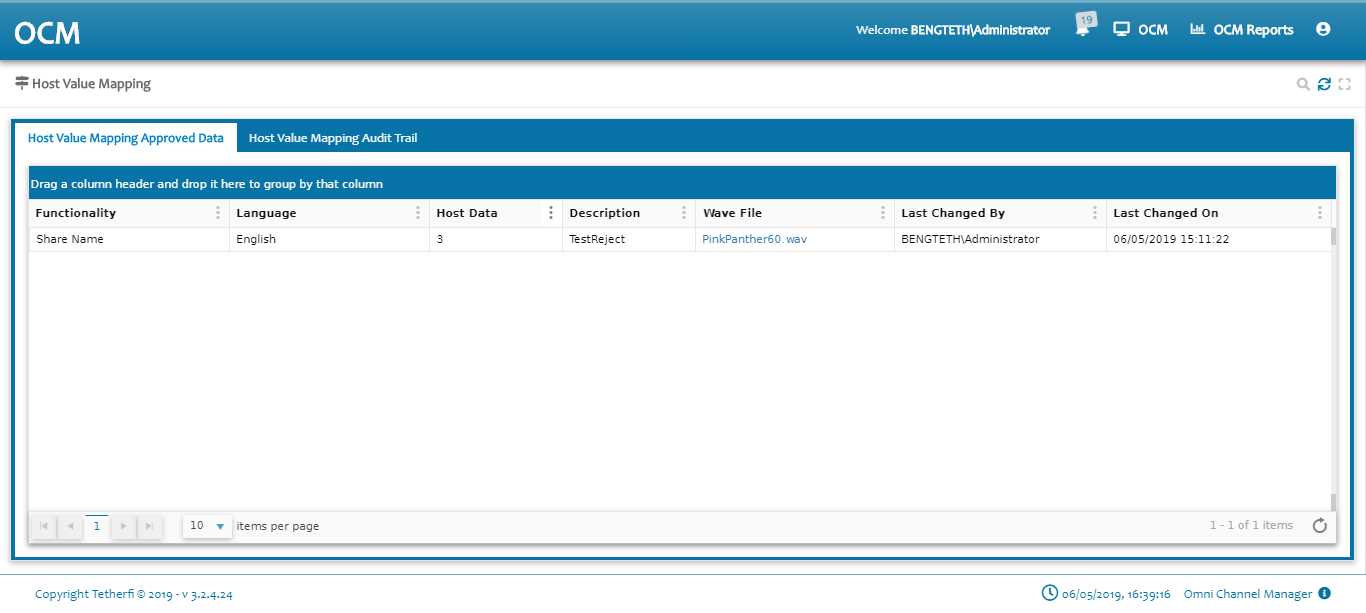 OCM
Welcome BENGTETH\Administrator
19
OCM
OCM Reports
Host Value Mapping
Host Value Mapping Approved Data
Host Value Mapping Audit Trail
Drag a column header and drop it here to group by that column
Functionality Language Host Data Description Wave File Last Changed By Last Changed On
Share Name English 3 TestReject PinkPanther60.wav BENGTETH\Administrator 06/05/2019 15:11:22
1 10 items per page 1 - 1 of 1 items
Copyright Tetherfi © 2019 - v 3.2.4.24 06/05/2019, 16:39:16 Omni Channel Manager